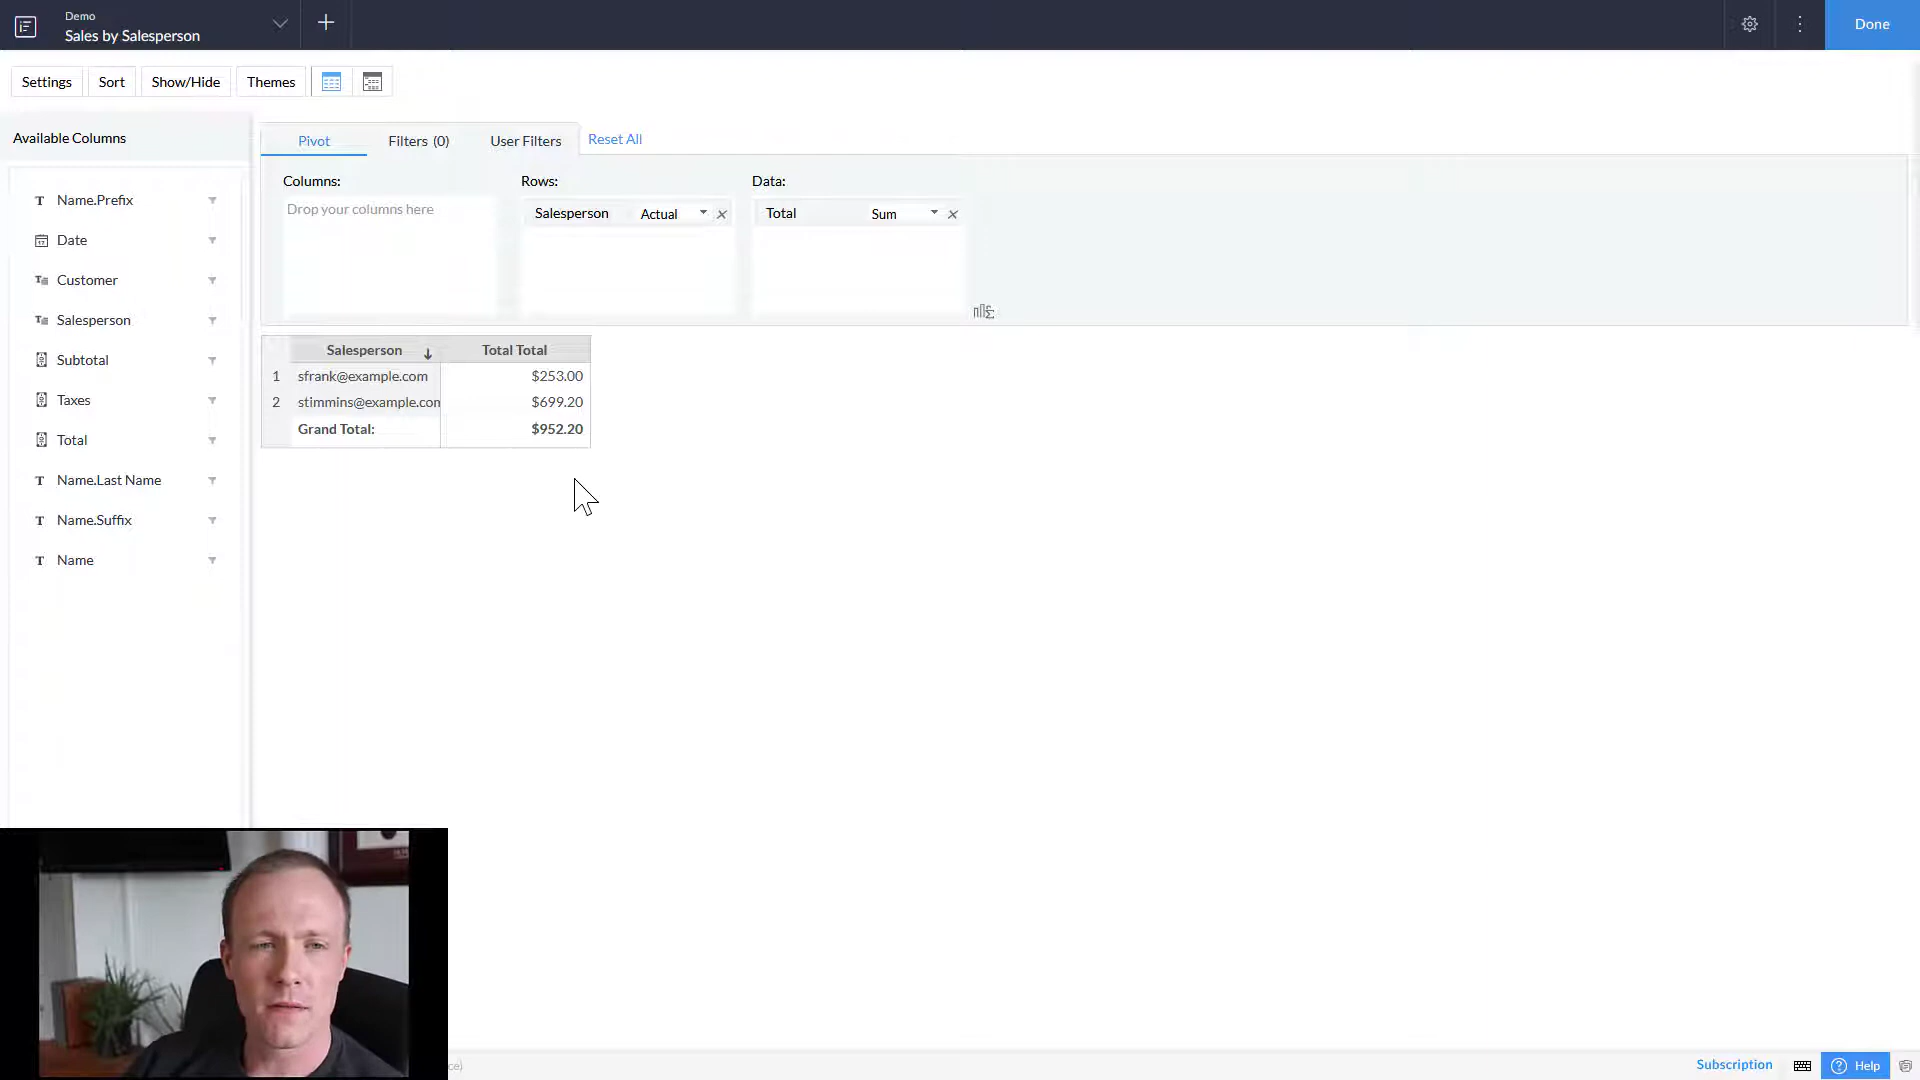 Demo
Sales by Salesperson
Done
Settings
Sort
Show/Hide
Themes
Available Columns
Name.Prefix
Date
Customer
Salesperson
Subtotal
Taxes
Total
Name.Last Name
Name.Suffix
Name
Pivot
Filters (0)
User Filters
Reset All
Columns:
Drop your columns here
Rows:
Salesperson Actual
Data:
Total Sum
Salesperson Total Total
1 sfrank@example.com $253.00
2 stimmins@example.con $699.20
Grand Total: $952.20
Subscription
Help